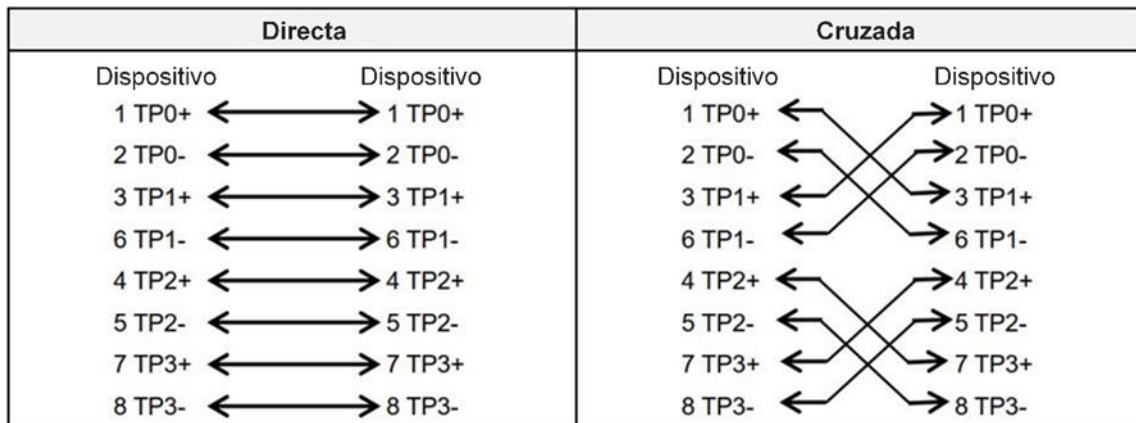 Directa Cruzada
Dispositivo Dispositivo Dispositivo Dispositivo
1 TP0+ 1 TP0+ 1 TP0+ 1 TP0+
2 TP0- 2 TP0- 2 TP0- 2 TP0-
3 TP1+ 3 TP1+ 3 TP1+ 3 TP1+
6 TP1- 6 TP1- 6 TP1- 6 TP1-
4 TP2+ 4 TP2+ 4 TP2+ 4 TP2+
5 TP2- 5 TP2- 5 TP2- 5 TP2-
7 TP3+ 7 TP3+ 7 TP3+ 7 TP3+
8 TP3- 8 TP3- 8 TP3- 8 TP3-